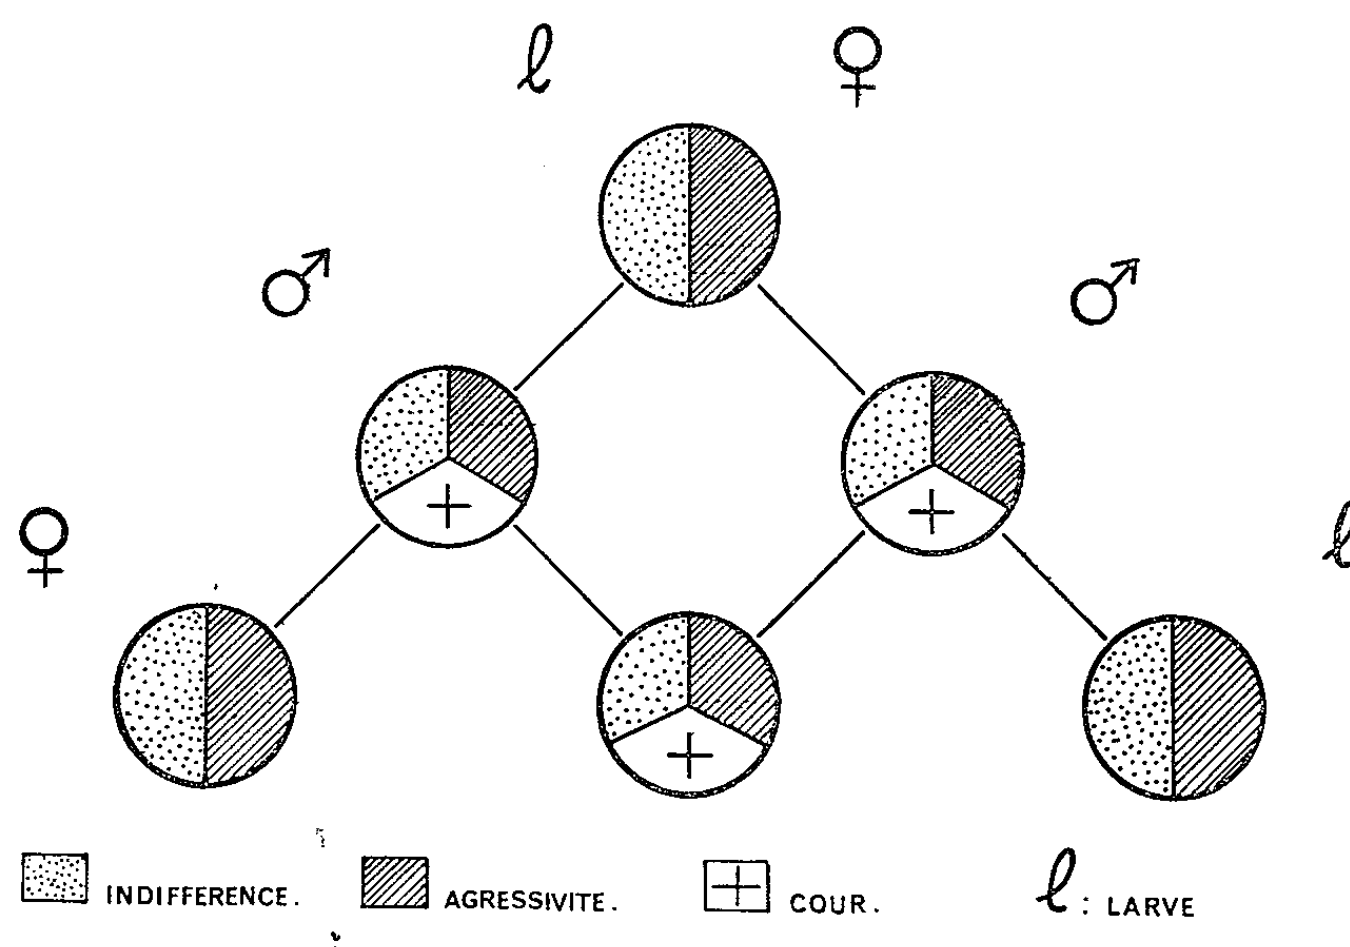 ℓ ♀
♂ ♂
♀ ℓ
INDIFFERENCE. AGRESSIVITE. COUR. ℓ : LARVE